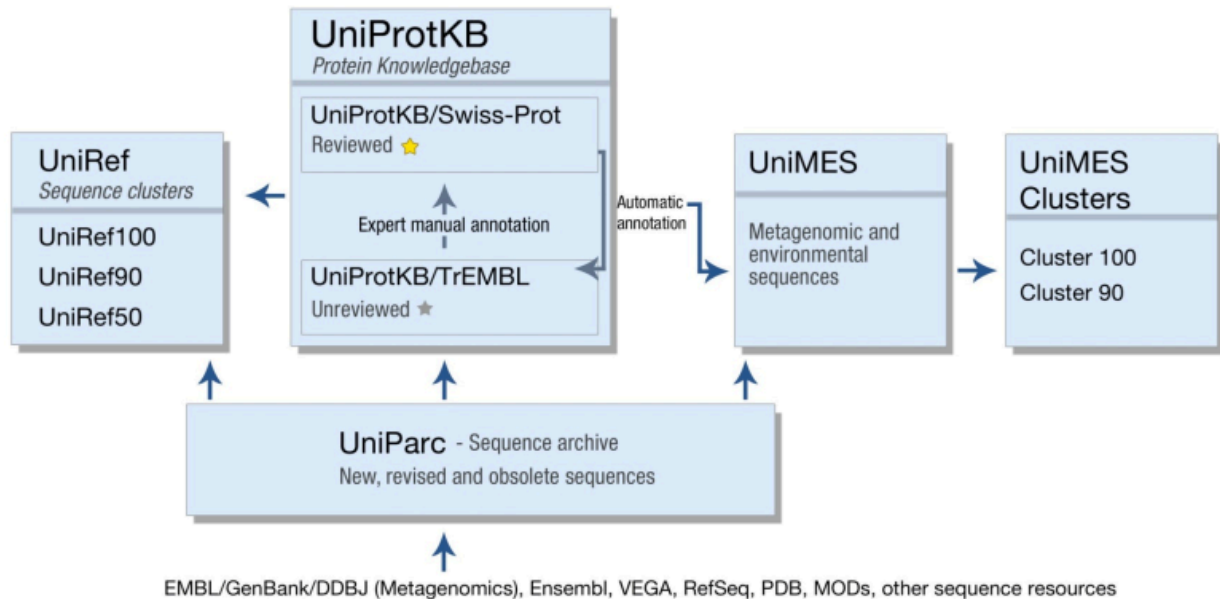 UniProtKB
Protein Knowledgebase
UniProtKB/Swiss-Prot
Reviewed
Expert manual annotation
UniProtKB/TrEMBL
Unreviewed
UniRef
Sequence clusters
UniRef100
UniRef90
UniRef50
Automatic
annotation
UniMES
Metagenomic and
environmental
sequences
UniMES
Clusters
Cluster 100
Cluster 90
UniParc - Sequence archive
New, revised and obsolete sequences
EMBL/GenBank/DDBJ (Metagenomics), Ensembl, VEGA, RefSeq, PDB, MODs, other sequence resources